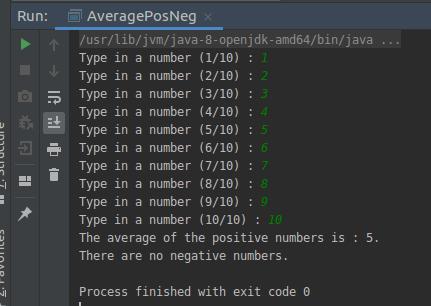 Run: AveragePosNeg ×
/usr/lib/jvm/java-8-openjdk-amd64/bin/java ...
Type in a number (1/10) : 1
Type in a number (2/10) : 2
Type in a number (3/10) : 3
Type in a number (4/10) : 4
Type in a number (5/10) : 5
Type in a number (6/10) : 6
Type in a number (7/10) : 7
Type in a number (8/10) : 8
Type in a number (9/10) : 9
Type in a number (10/10) : 10
The average of the positive numbers is : 5.
There are no negative numbers.
Process finished with exit code 0
Z: Structure
2: Favorites